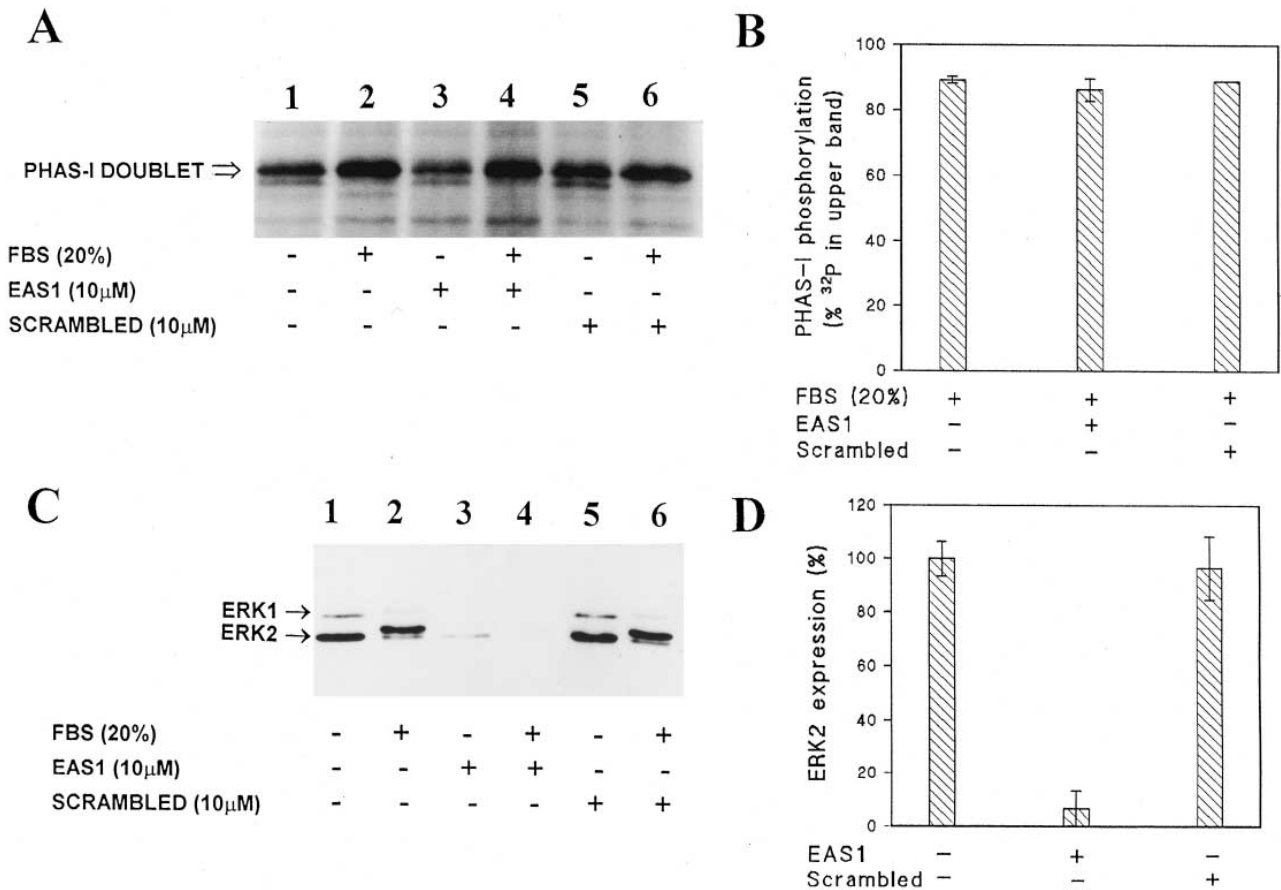 A
1 2 3 4 5 6
PHAS-I DOUBLET ⇒
FBS (20%) - + - + - +
EAS1 (10µM) - - + + - -
SCRAMBLED (10µM) - - - - + +
B
PHAS-I phosphorylation
(% ³²P in upper band)
100
80
60
40
20
0
FBS (20%) + + +
EAS1 - + -
Scrambled - - +
C
1 2 3 4 5 6
ERK1 →
ERK2 →
FBS (20%) - + - + - +
EAS1 (10µM) - - + + - -
SCRAMBLED (10µM) - - - - + +
D
ERK2 expression (%)
120
100
80
60
40
20
0
EAS1 - + -
Scrambled - - +